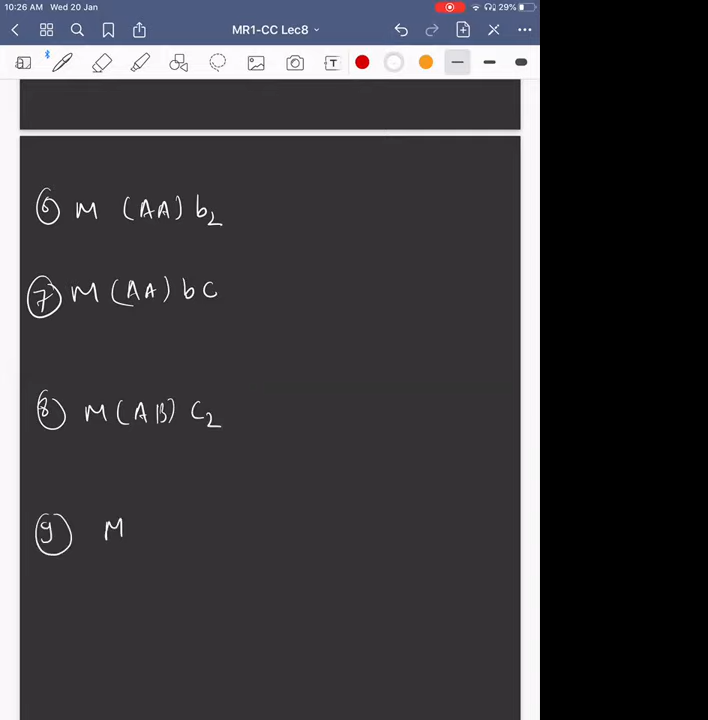 10:26 AM Wed 20 Jan 29%
MR1-CC Lec8
T
6 M (AA) b2
7 M (AA) bc
8 M (AB) c2
9 M